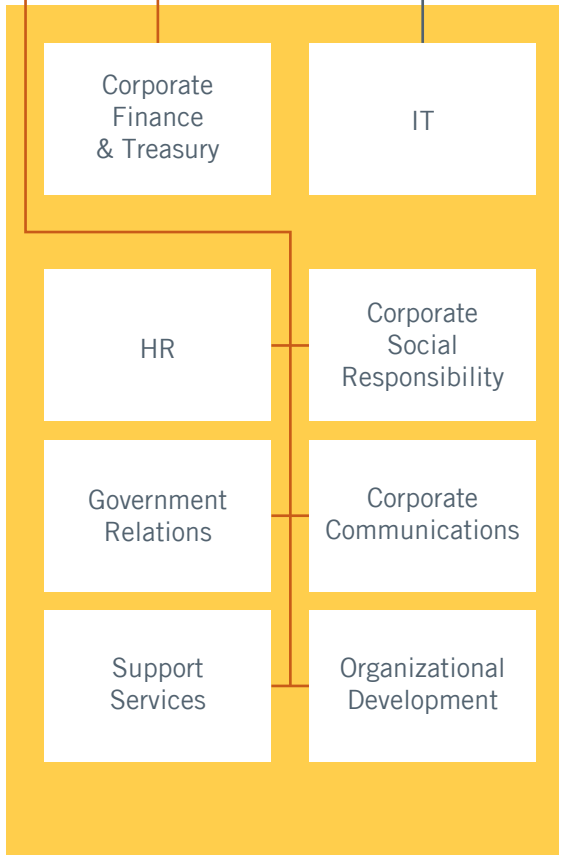 Corporate
Finance
& Treasury
IT
HR
Corporate
Social
Responsibility
Government
Relations
Corporate
Communications
Support
Services
Organizational
Development